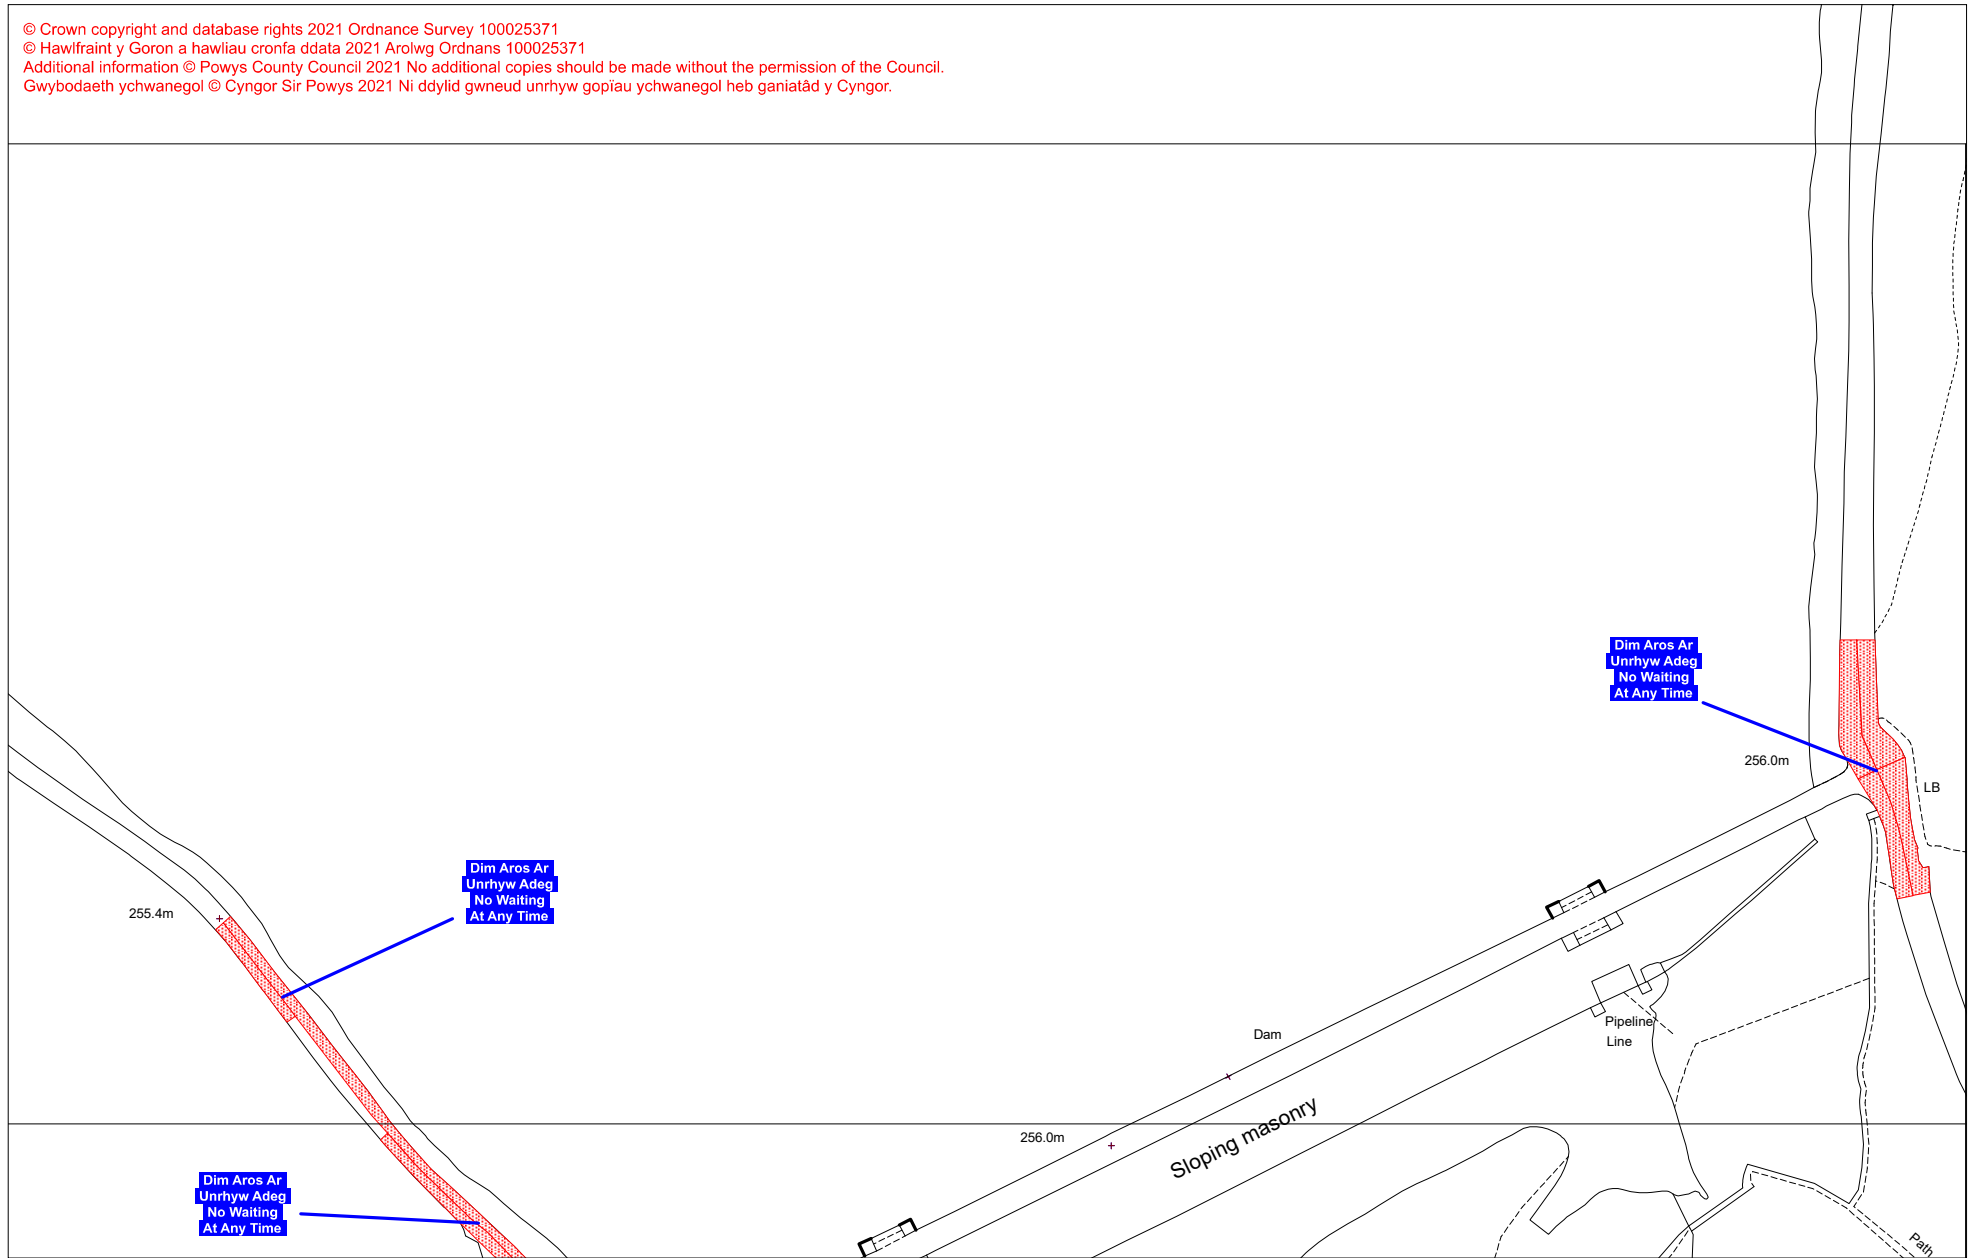 © Crown copyright and database rights 2021 Ordnance Survey 100025371
© Hawlfraint y Goron a hawliau cronfa ddata 2021 Arolwg Ordnans 100025371
Additional information © Powys County Council 2021 No additional copies should be made without the permission of the Council.
Gwybodaeth ychwanegol © Cyngor Sir Powys 2021 Ni ddylid gwneud unrhyw gopïau ychwanegol heb ganiatâd y Cyngor.
Dim Aros Ar
Unrhyw Adeg
No Waiting
At Any Time
256.0m
LB
Dim Aros Ar
Unrhyw Adeg
No Waiting
At Any Time
255.4m
Pipeline
Line
Dam
256.0m
Sloping masonry
Dim Aros Ar
Unrhyw Adeg
No Waiting
At Any Time
Path